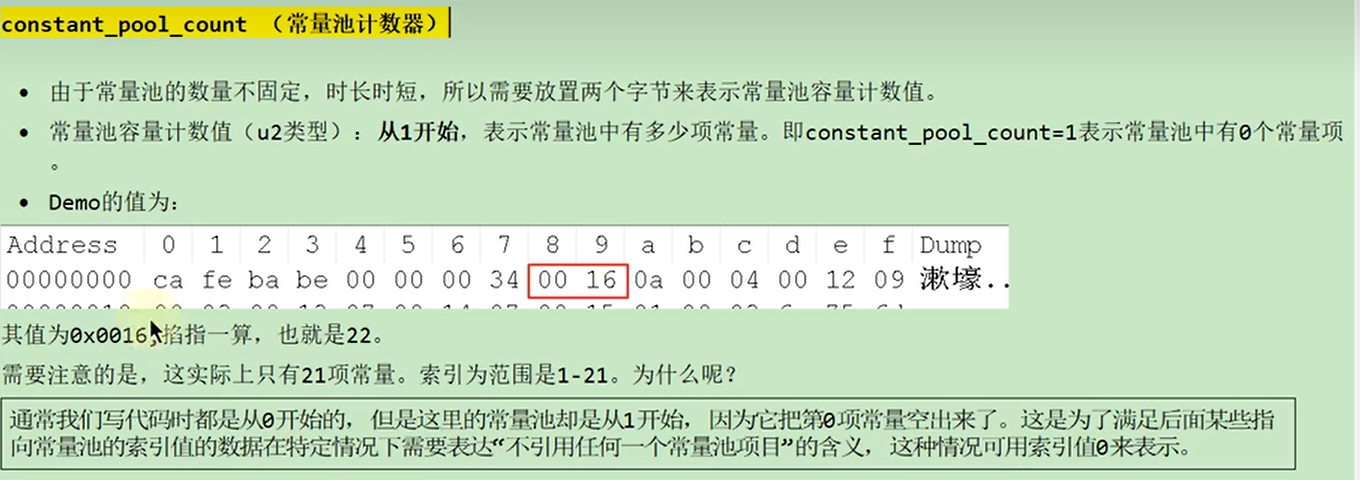 constant_pool_count （常量池计数器）
• 由于常量池的数量不固定，时长时短，所以需要放置两个字节来表示常量池容量计数值。
• 常量池容量计数值（u2类型）：从1开始，表示常量池中有多少项常量。即constant_pool_count=1表示常量池中有0个常量项
。
• Demo的值为：
Address 0 1 2 3 4 5 6 7 8 9 a b c d e f Dump
00000000 ca fe ba be 00 00 00 34 00 16 0a 00 04 00 12 09 漱壕..
其值为0x0016,掐指一算，也就是22。
需要注意的是，这实际上只有21项常量。索引为范围是1-21。为什么呢？
通常我们写代码时都是从0开始的，但是这里的常量池却是从1开始，因为它把第0项常量空出来了。这是为了满足后面某些指
向常量池的索引值的数据在特定情况下需要表达“不引用任何一个常量池项目”的含义，这种情况可用索引值0来表示。